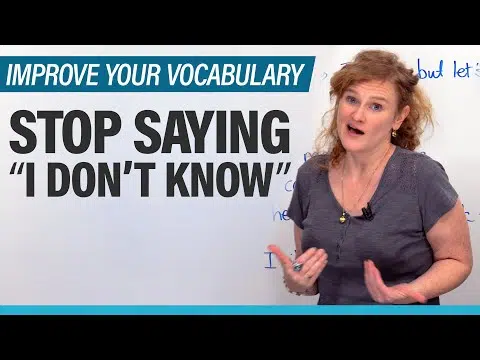 IMPROVE YOUR VOCABULARY
STOP SAYING
“I DON’T KNOW”
but let's
I